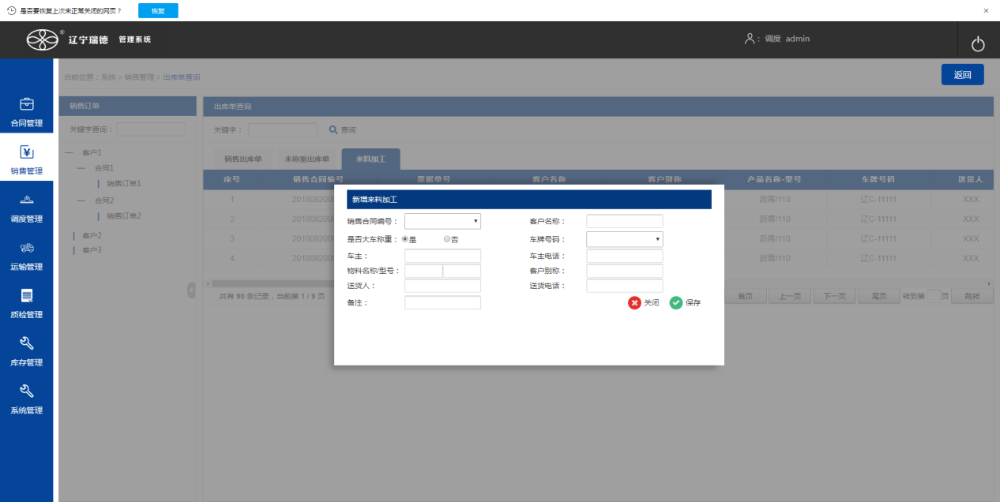 是否要恢复上次未正常关闭的网页？ 恢复 ×
® 辽宁瑞德 管理系统 ：调度 admin
当前位置：系统 > 销售管理 > 出库单查询 返回
合同管理
销售管理
调度管理
运输管理
质检管理
库存管理
系统管理
销售订单
关键字查询：
客户1
合同1
销售订单1
合同2
销售订单2
客户2
客户3
出库单查询
关键字： 查询
销售出库单 未称重出库单 来料加工
序号 销售合同编号 票据单号 客户名称 客户别称 产品名称-型号 车牌号码 送货人
1 201808200 沥青/110 辽C-11111 XXX
2 201808200 沥青/110 辽C-11111 XXX
3 201808200 沥青/110 辽C-11111 XXX
4 201808200 沥青/110 辽C-11111 XXX
共有 90 条记录，当前第 1 / 9 页 首页 上一页 下一页 尾页 转到第 页 跳转
新增来料加工
销售合同编号： 客户名称：
是否大车称重： 是 否 车牌号码：
车主： 车主电话：
物料名称/型号： 客户别称：
送货人： 送货电话：
备注： 关闭 保存